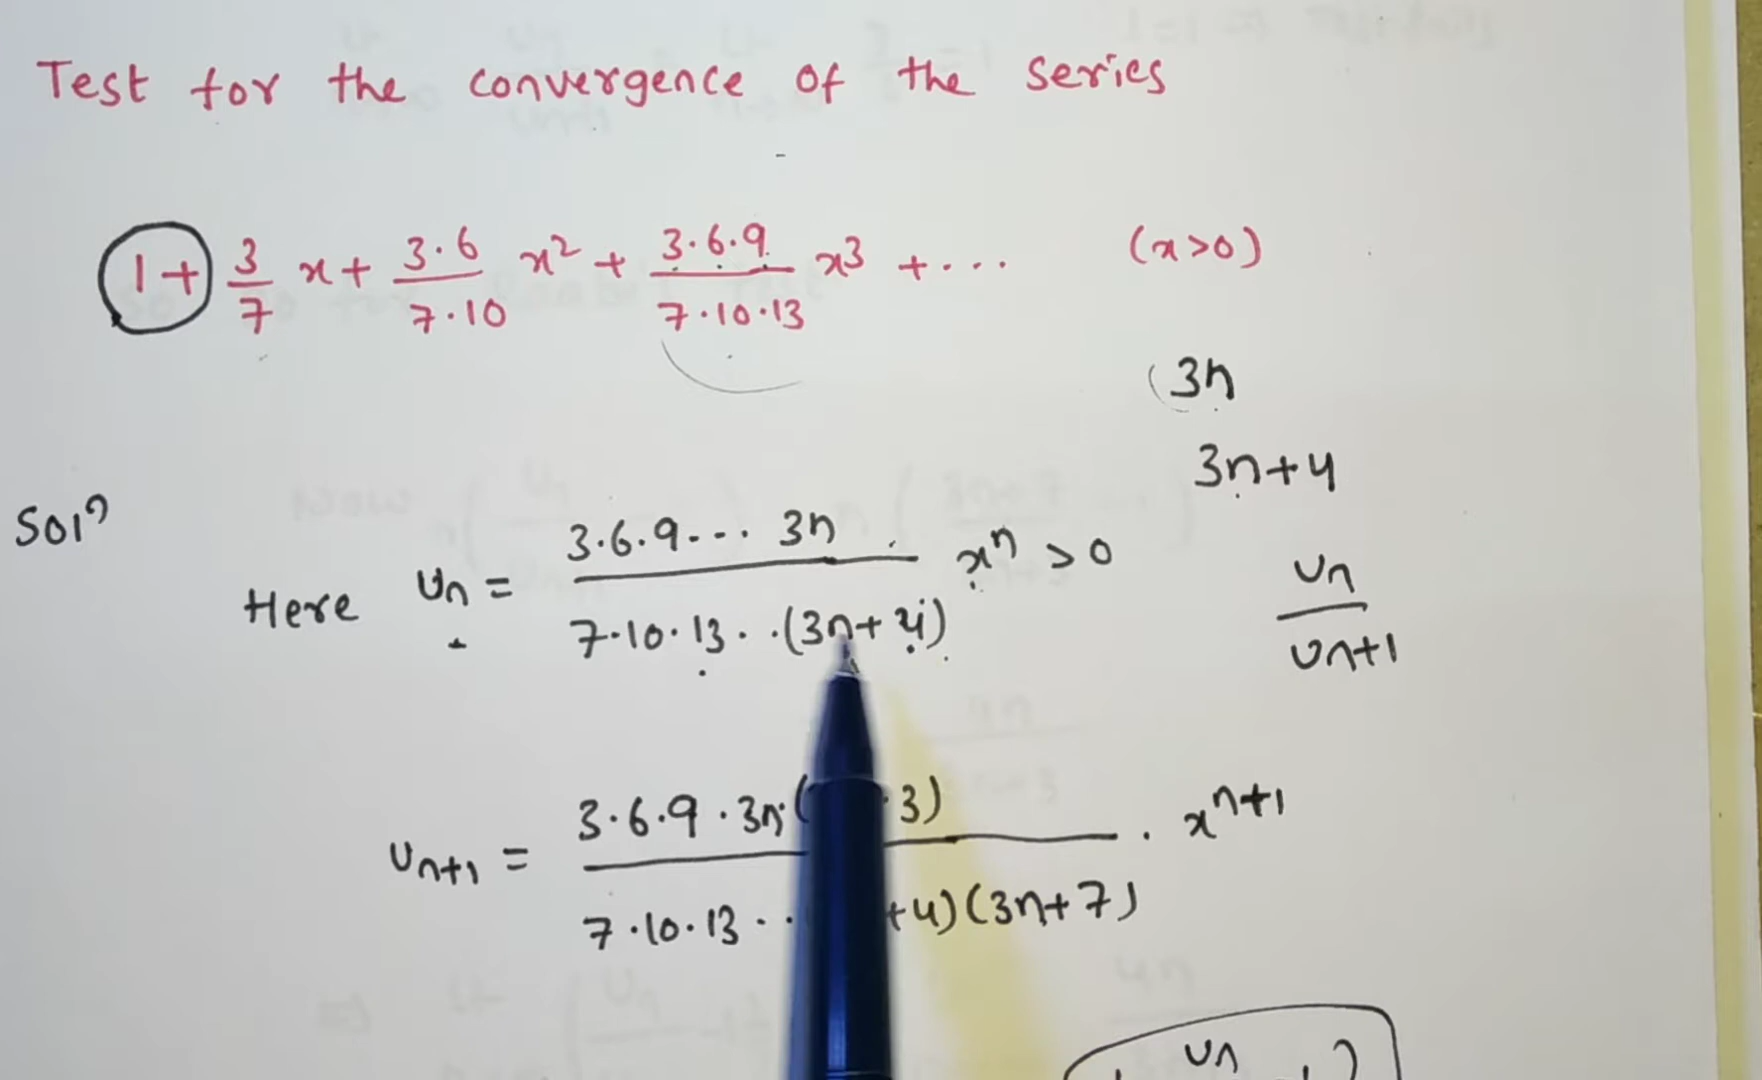 Test for the convergence of the series
1 + 3/7 x + 3·6/7·10 x² + 3·6·9/7·10·13 x³ + ··· (x>0)
3n
3n+4
Solⁿ
Here uₙ = 3·6·9··· 3n / 7·10·13··(3n+4) xⁿ > 0
uₙ / uₙ₊₁
uₙ₊₁ = 3·6·9·3n( 3) / 7·10·13·· +4)(3n+7) · xⁿ⁺¹
uₙ